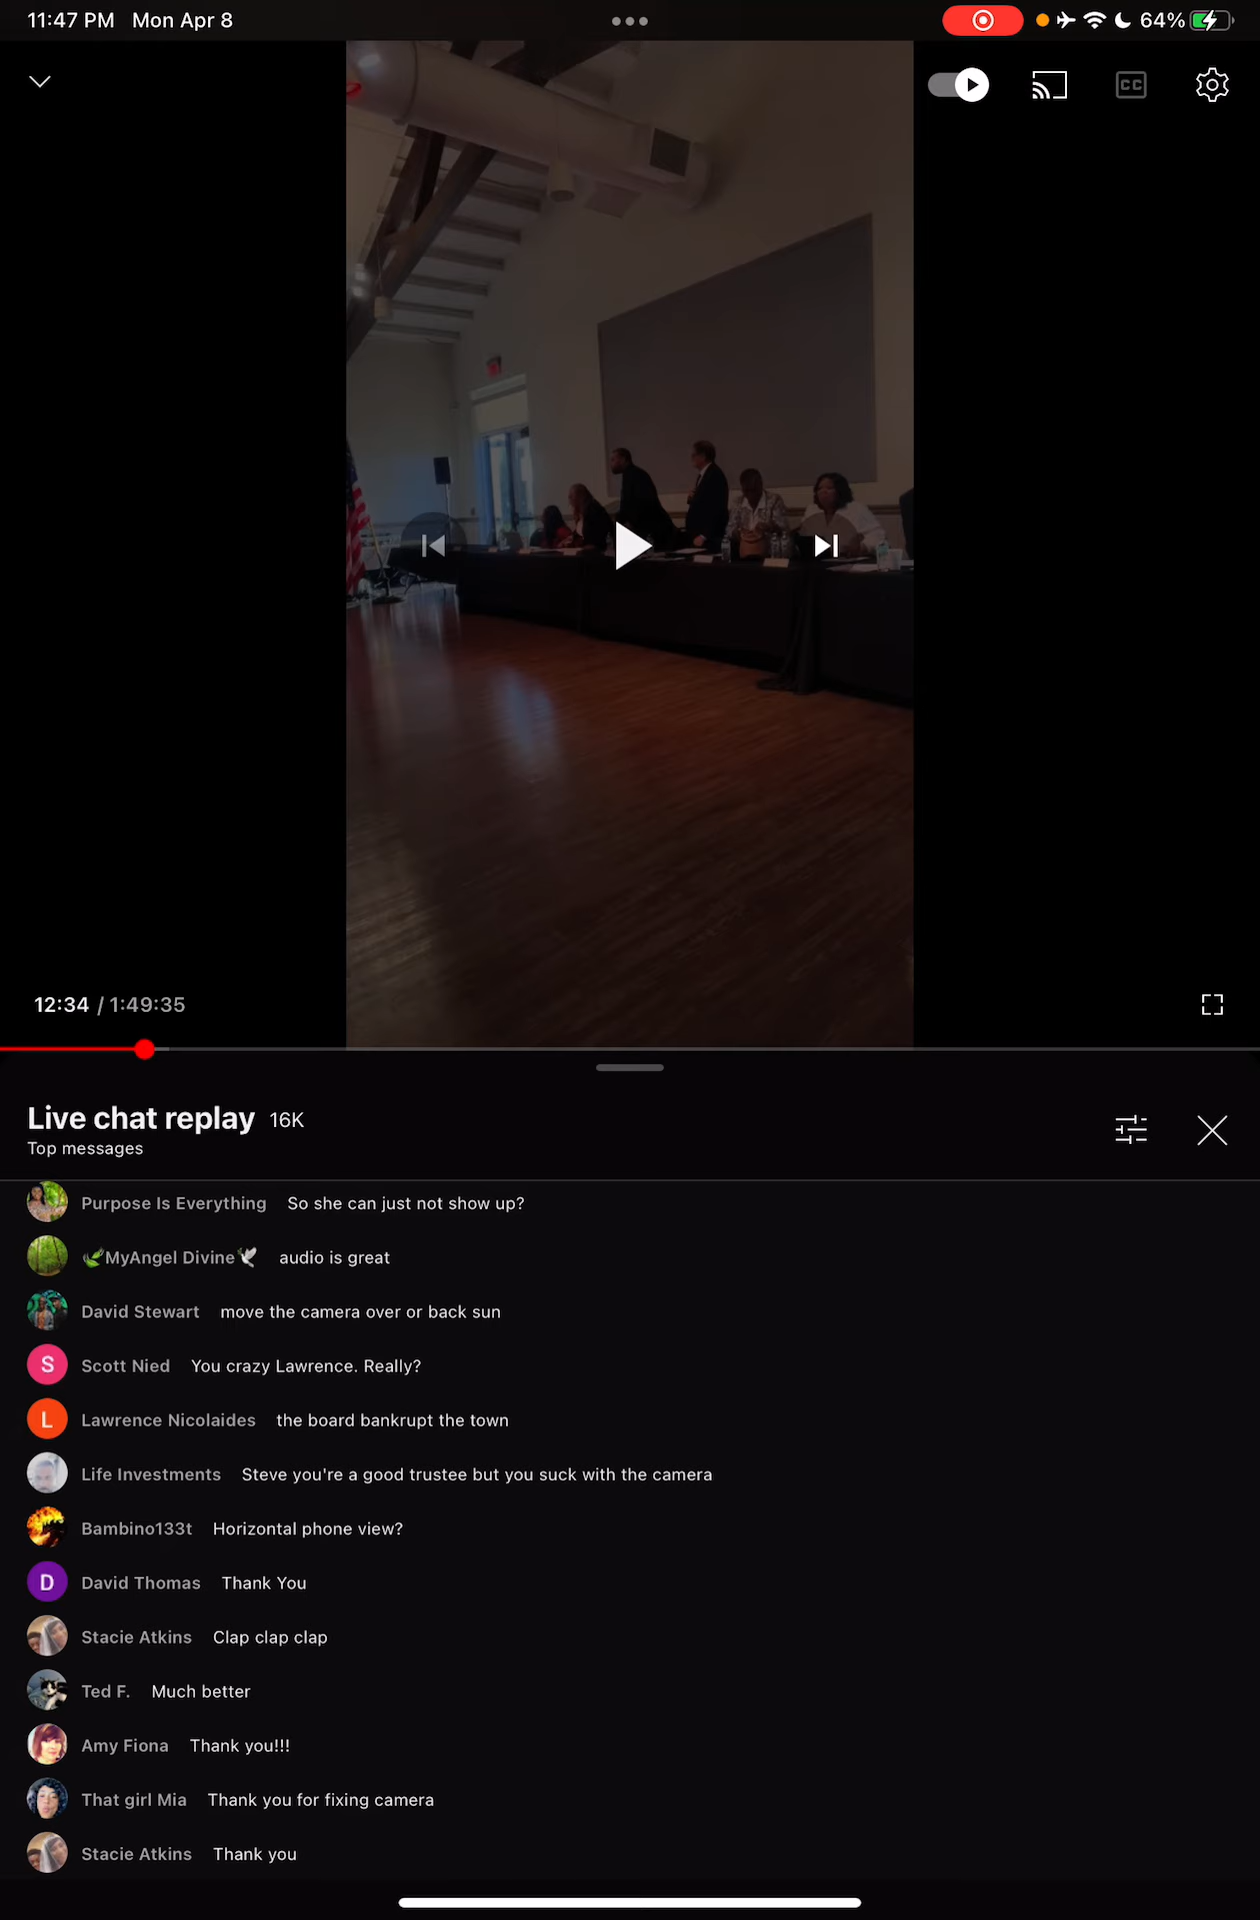 11:47 PM Mon Apr 8
64%
CC
12:34 / 1:49:35
Live chat replay 16K
Top messages
Purpose Is Everything So she can just not show up?
🌿MyAngel Divine🕊 audio is great
David Stewart move the camera over or back sun
S Scott Nied You crazy Lawrence. Really?
L Lawrence Nicolaides the board bankrupt the town
Life Investments Steve you're a good trustee but you suck with the camera
Bambino133t Horizontal phone view?
D David Thomas Thank You
Stacie Atkins Clap clap clap
Ted F. Much better
Amy Fiona Thank you!!!
That girl Mia Thank you for fixing camera
Stacie Atkins Thank you